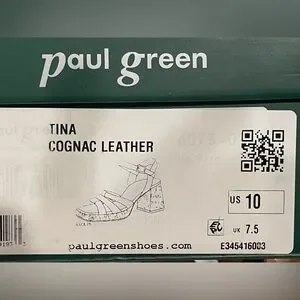 paul green
TINA
COGNAC LEATHER
US 10
UK 7.5
paulgreenshoes.com
E345416003